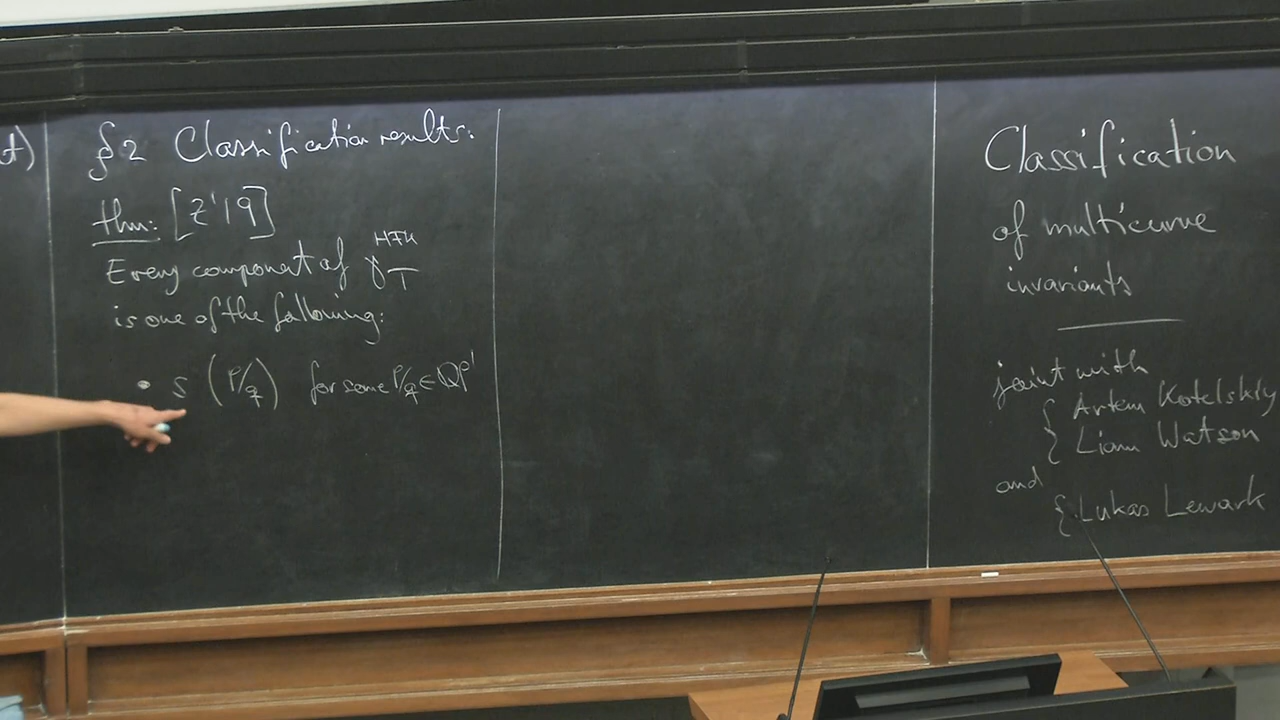 t)
§2 Classification results:
thm: [Z'19]
Every component of γ_T^HFK
is one of the following:
• s (P/q) for some P/q ∈ QP¹
Classification
of multicurve
invariants
joint with
{ Artem Kotelskiy
{ Liam Watson
and
{ Lukas Lewark